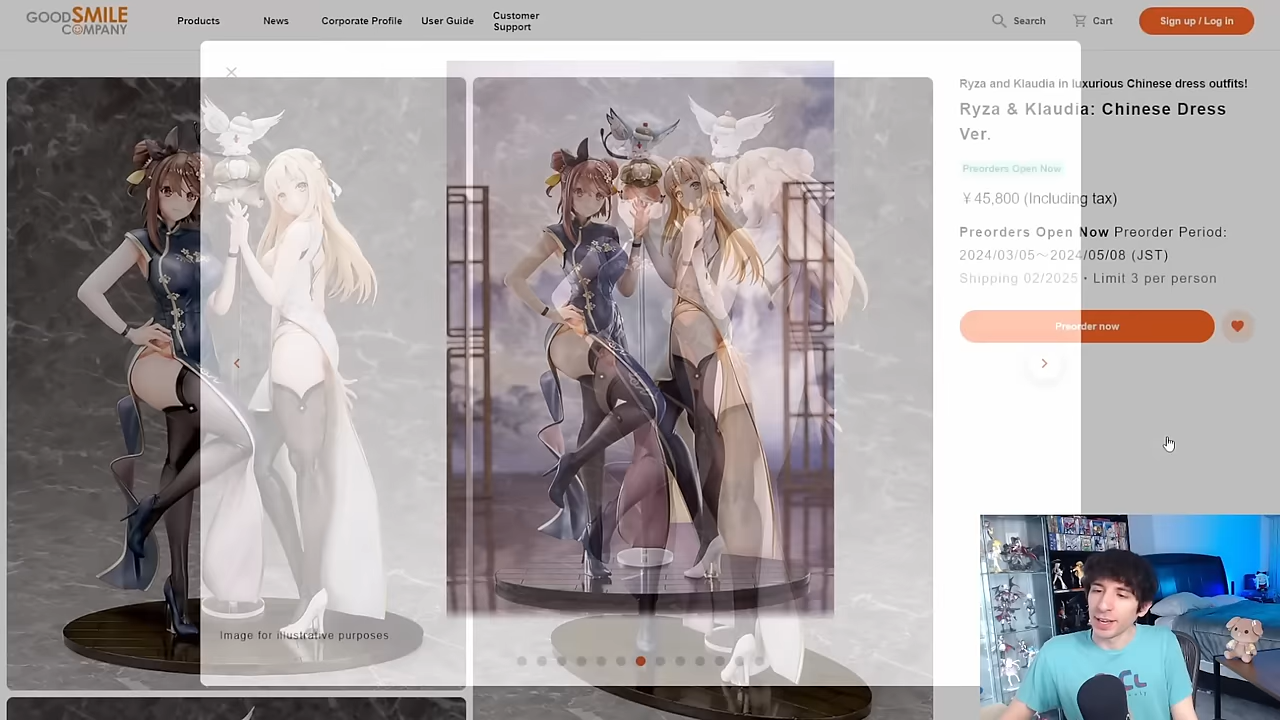 GOODSMILE
COMPANY
Products
News
Corporate Profile
User Guide
Customer
Support
Search
Cart
Sign up / Log in
Ryza and Klaudia in luxurious Chinese dress outfits!
Ryza & Klaudia: Chinese Dress
Ver.
Preorders Open Now
¥45,800 (Including tax)
Preorders Open Now Preorder Period:
2024/03/05～2024/05/08 (JST)
Shipping 02/2025・Limit 3 per person
Preorder now
Image for illustrative purposes